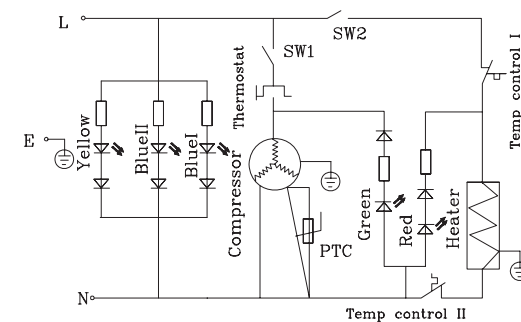 L
SW2
SW1
Thermostat
Temp control I
E
Yellow
BlueII
BlueI
Compressor
PTC
Green
Red
Heater
N
Temp control II